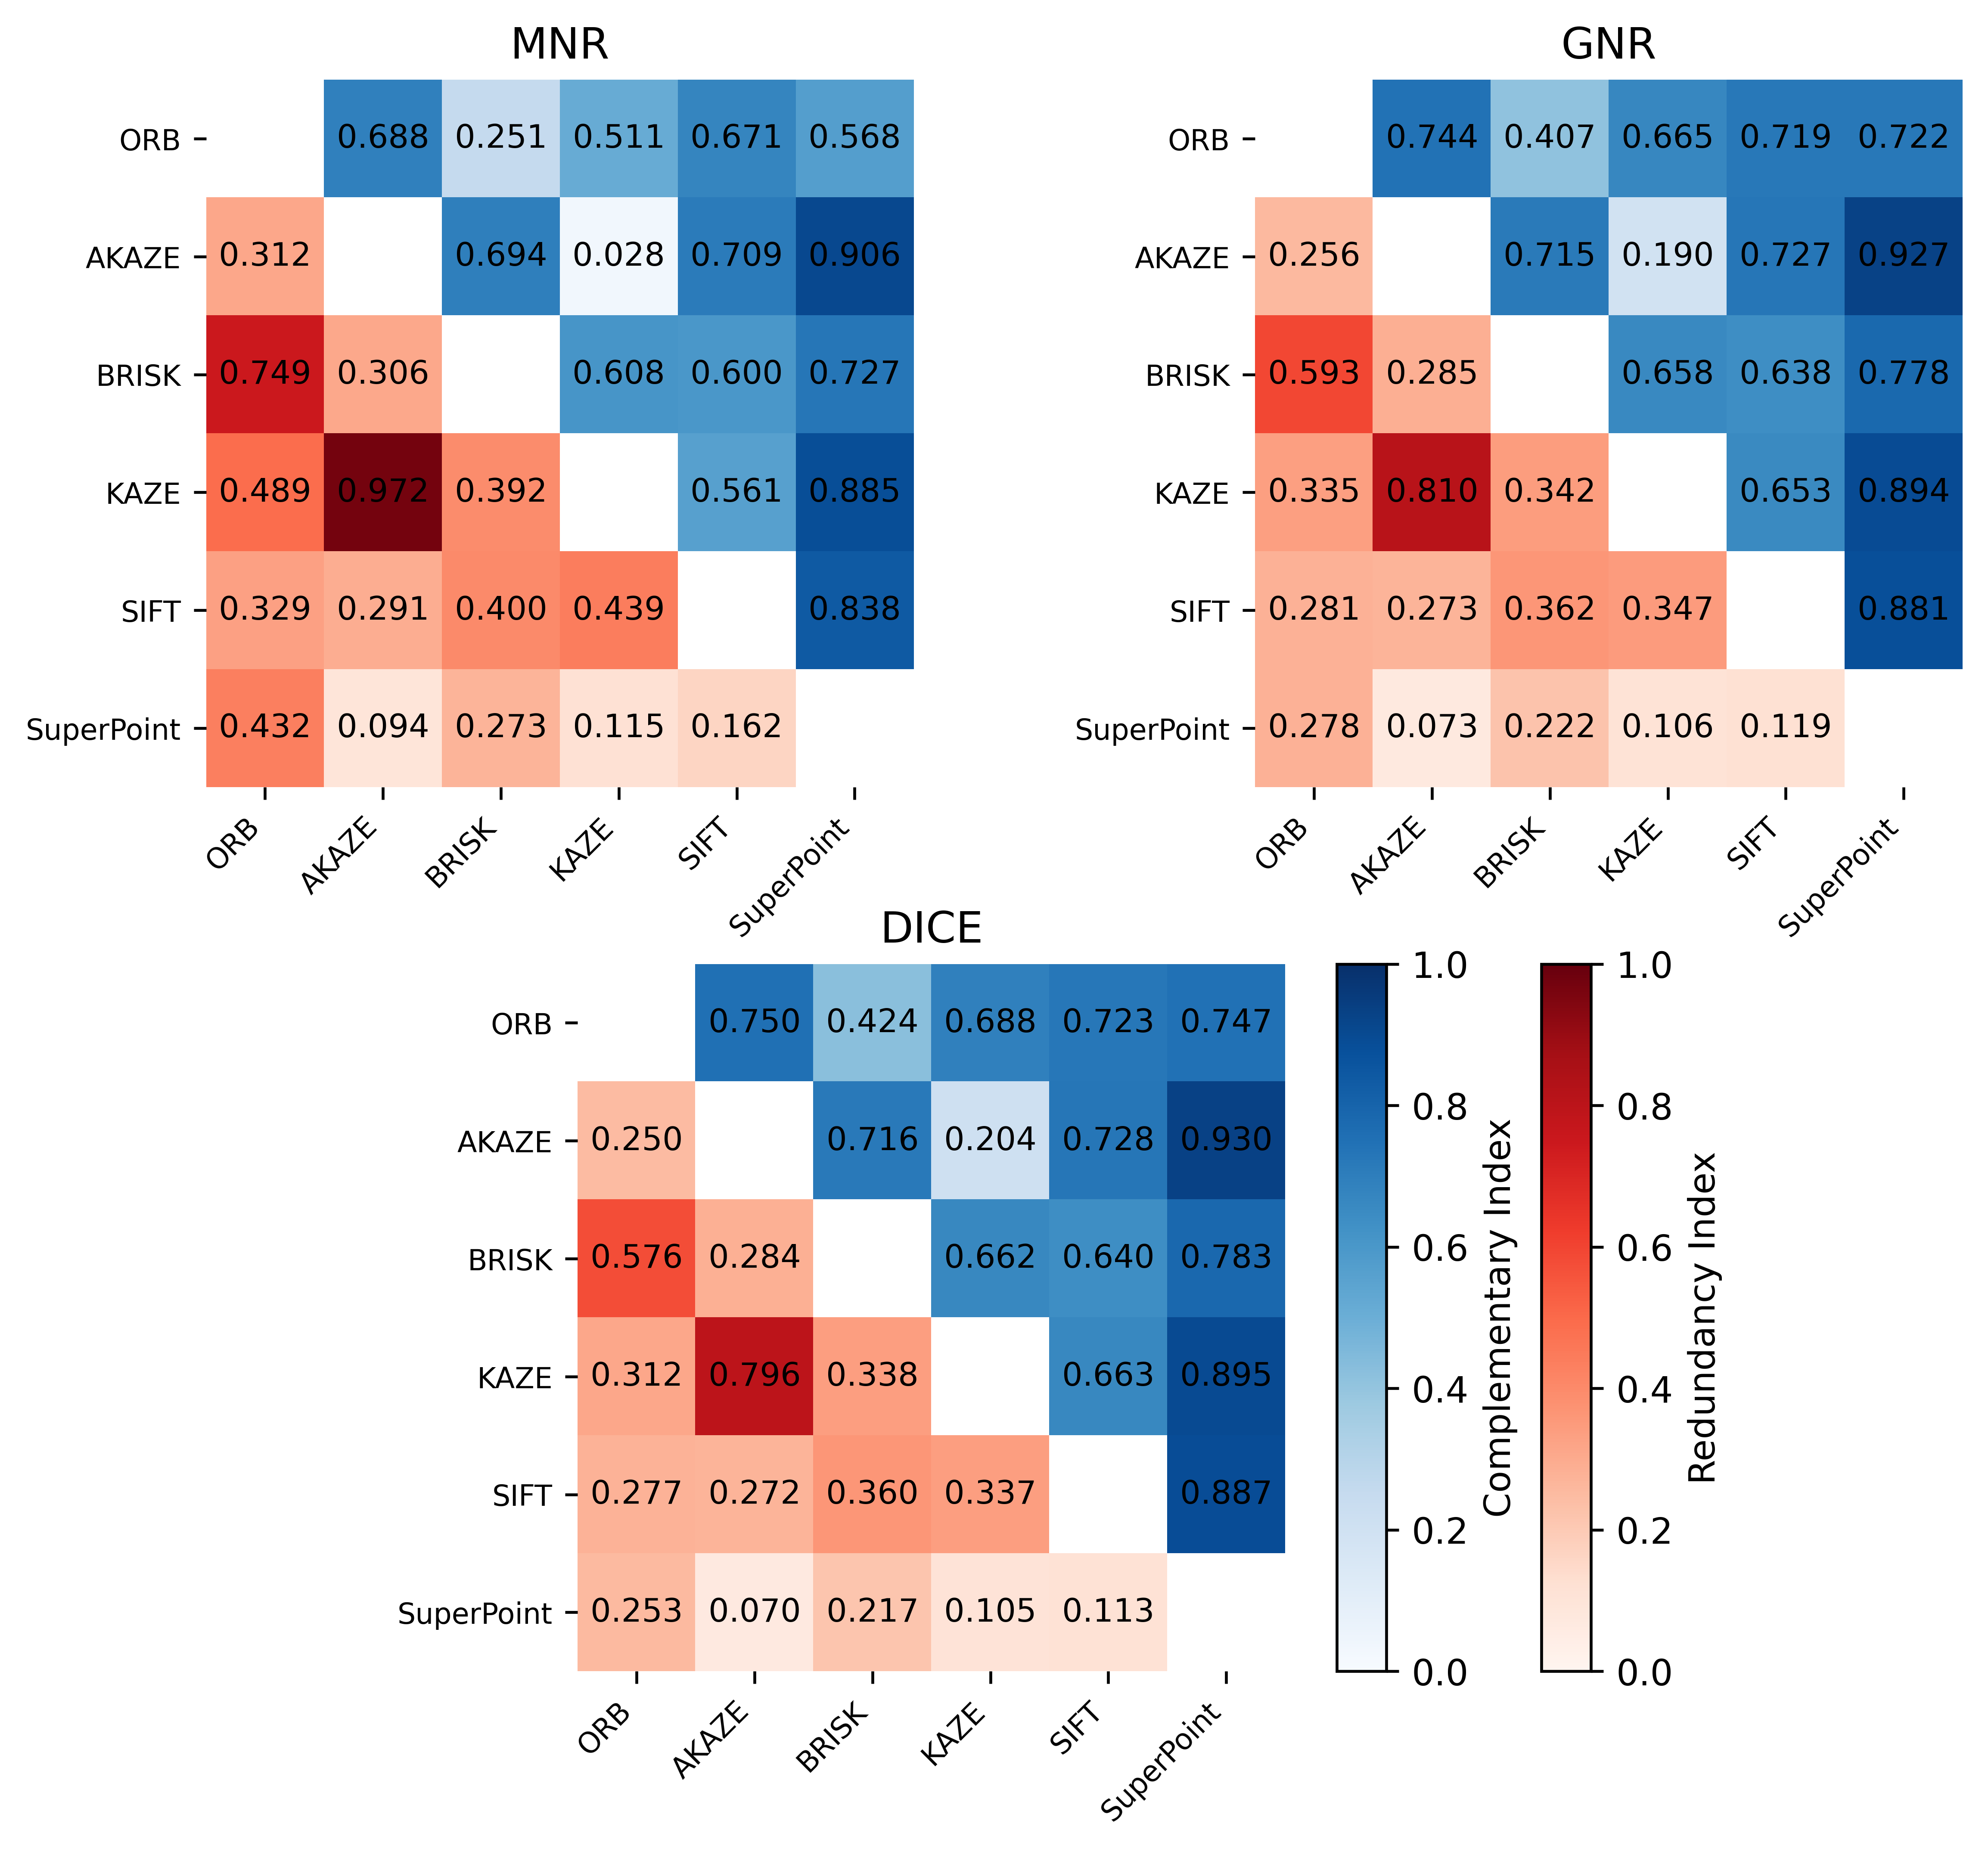 MNR
ORB 0.688 0.251 0.511 0.671 0.568
AKAZE 0.312 0.694 0.028 0.709 0.906
BRISK 0.749 0.306 0.608 0.600 0.727
KAZE 0.489 0.972 0.392 0.561 0.885
SIFT 0.329 0.291 0.400 0.439 0.838
SuperPoint 0.432 0.094 0.273 0.115 0.162
ORB AKAZE BRISK KAZE SIFT SuperPoint
GNR
ORB 0.744 0.407 0.665 0.719 0.722
AKAZE 0.256 0.715 0.190 0.727 0.927
BRISK 0.593 0.285 0.658 0.638 0.778
KAZE 0.335 0.810 0.342 0.653 0.894
SIFT 0.281 0.273 0.362 0.347 0.881
SuperPoint 0.278 0.073 0.222 0.106 0.119
ORB AKAZE BRISK KAZE SIFT SuperPoint
DICE
ORB 0.750 0.424 0.688 0.723 0.747
AKAZE 0.250 0.716 0.204 0.728 0.930
BRISK 0.576 0.284 0.662 0.640 0.783
KAZE 0.312 0.796 0.338 0.663 0.895
SIFT 0.277 0.272 0.360 0.337 0.887
SuperPoint 0.253 0.070 0.217 0.105 0.113
ORB AKAZE BRISK KAZE SIFT SuperPoint
1.0
0.8
0.6
0.4
0.2
0.0
Complementary Index
1.0
0.8
0.6
0.4
0.2
0.0
Redundancy Index